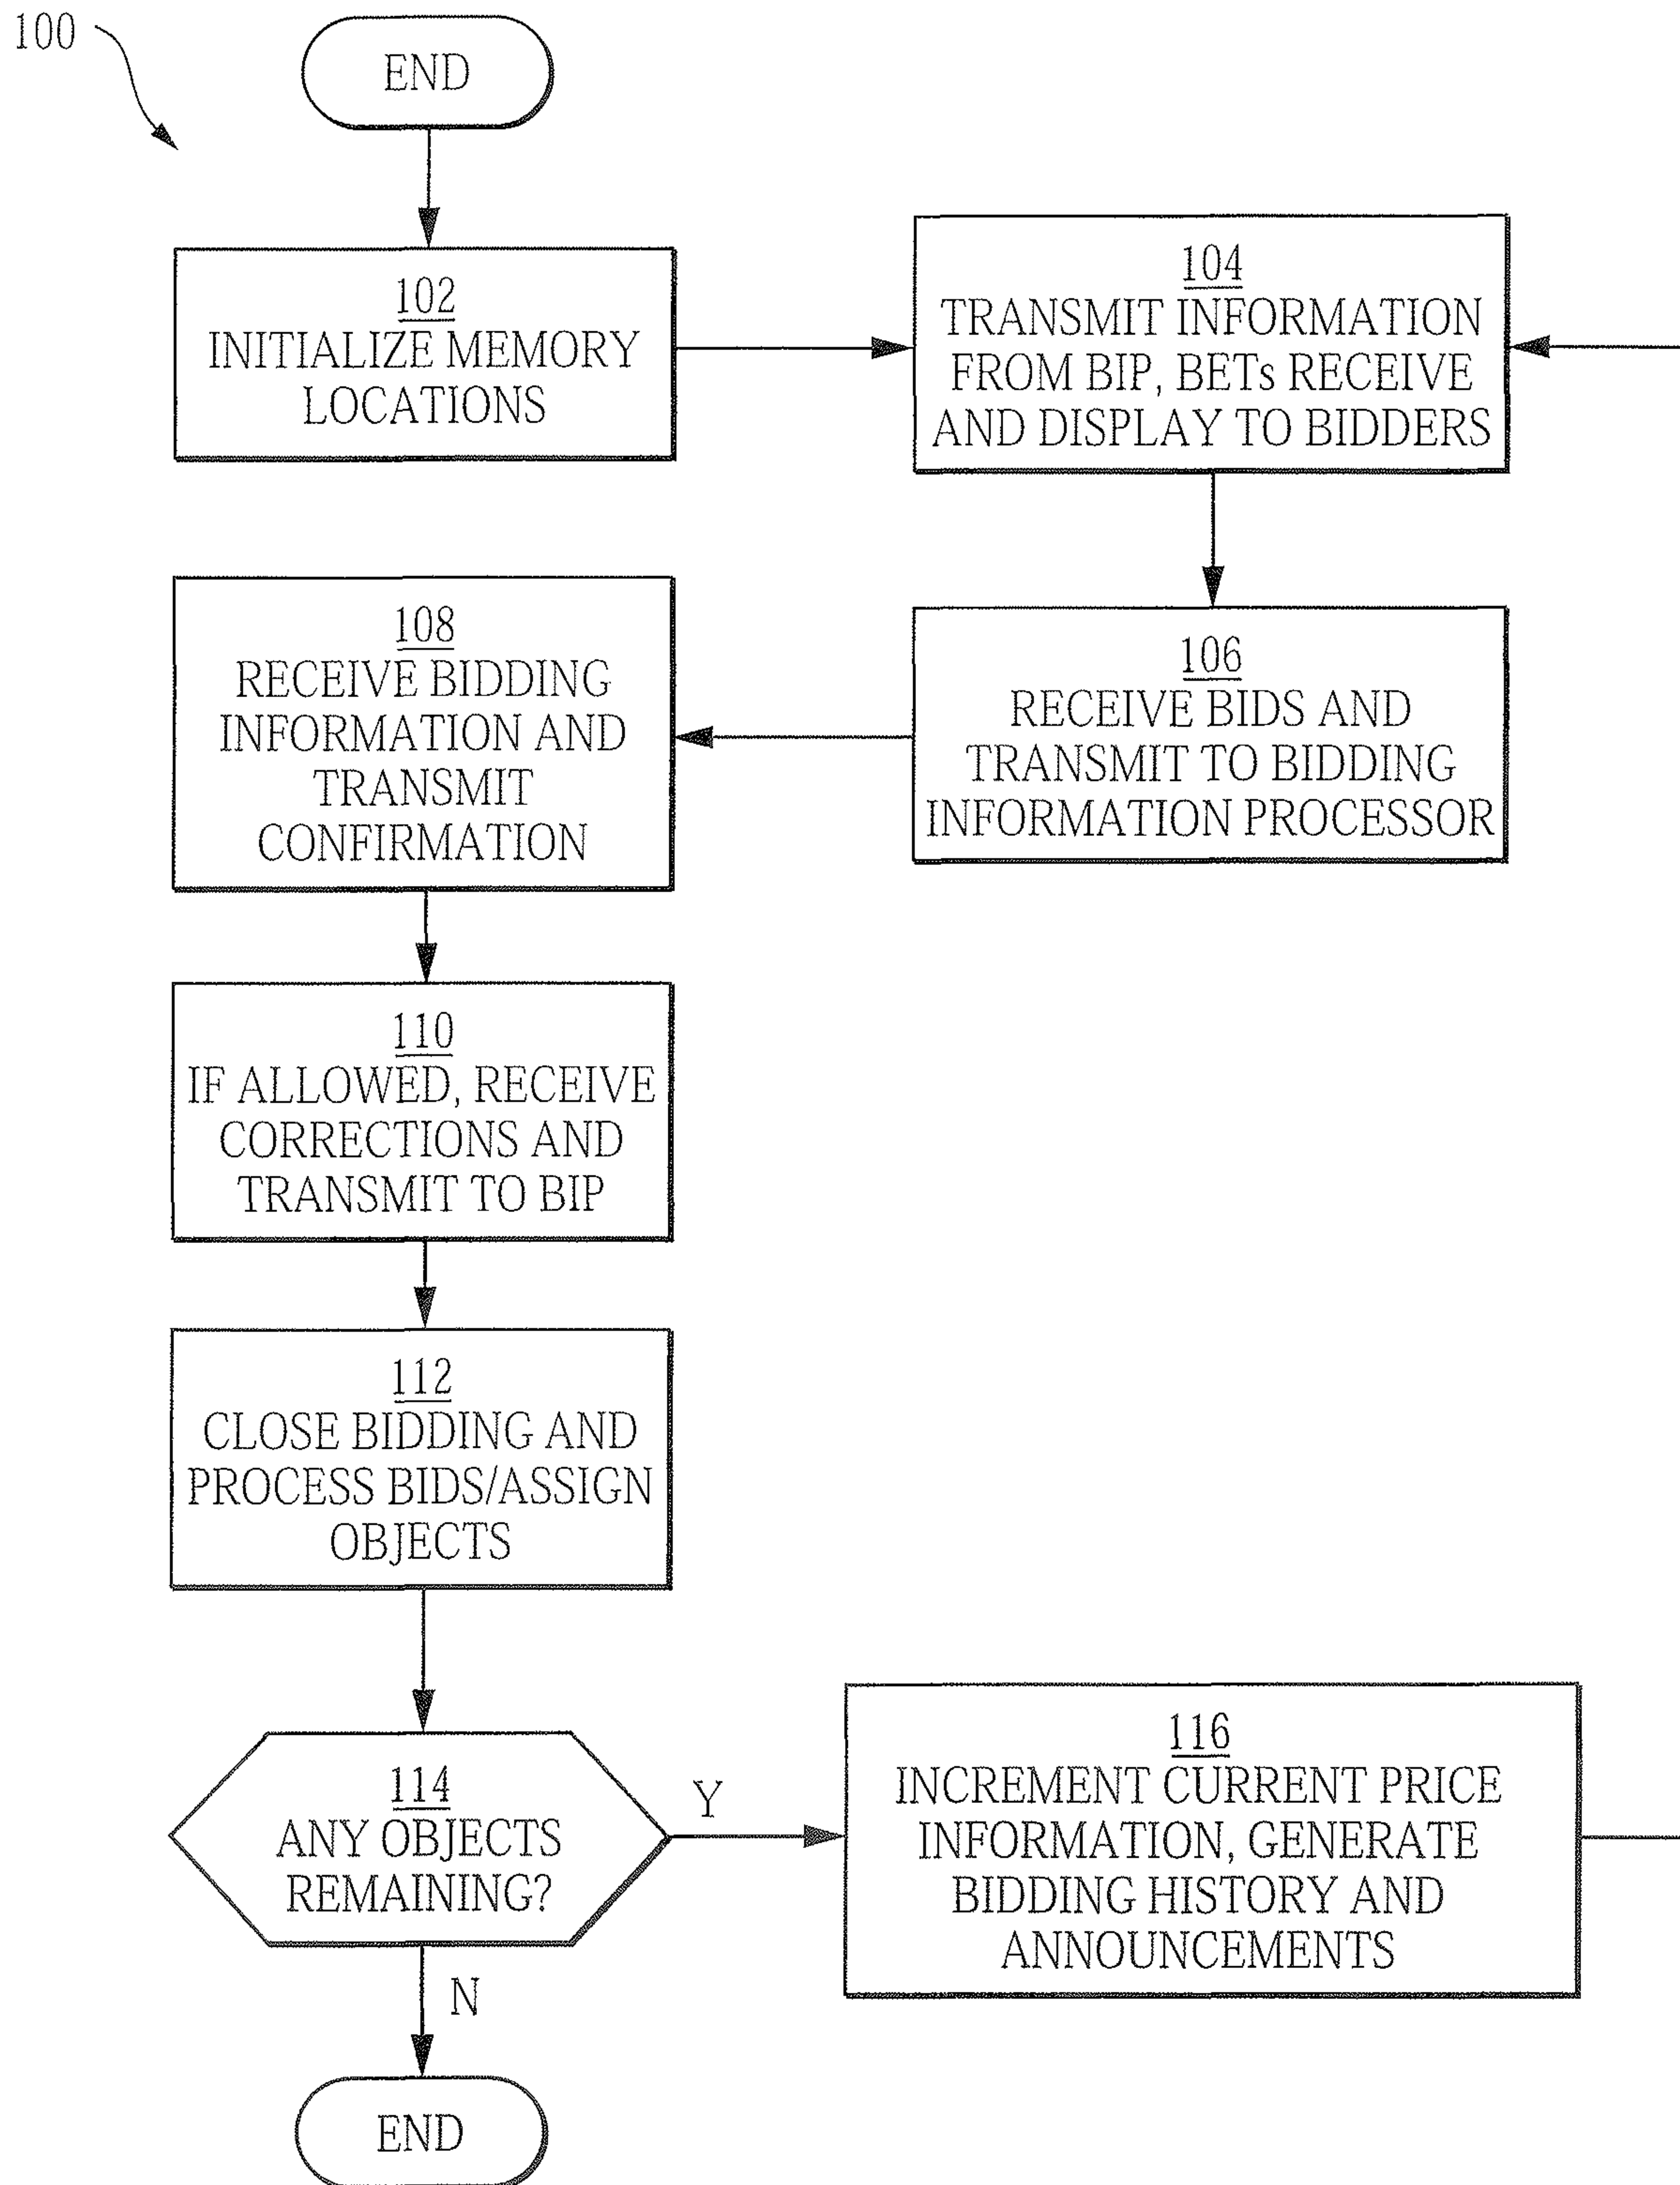 100
END
102
INITIALIZE MEMORY
LOCATIONS
104
TRANSMIT INFORMATION
FROM BIP, BETs RECEIVE
AND DISPLAY TO BIDDERS
106
RECEIVE BIDS AND
TRANSMIT TO BIDDING
INFORMATION PROCESSOR
108
RECEIVE BIDDING
INFORMATION AND
TRANSMIT
CONFIRMATION
110
IF ALLOWED, RECEIVE
CORRECTIONS AND
TRANSMIT TO BIP
112
CLOSE BIDDING AND
PROCESS BIDS/ASSIGN
OBJECTS
114
ANY OBJECTS
REMAINING?
Y
116
INCREMENT CURRENT PRICE
INFORMATION, GENERATE
BIDDING HISTORY AND
ANNOUNCEMENTS
N
END